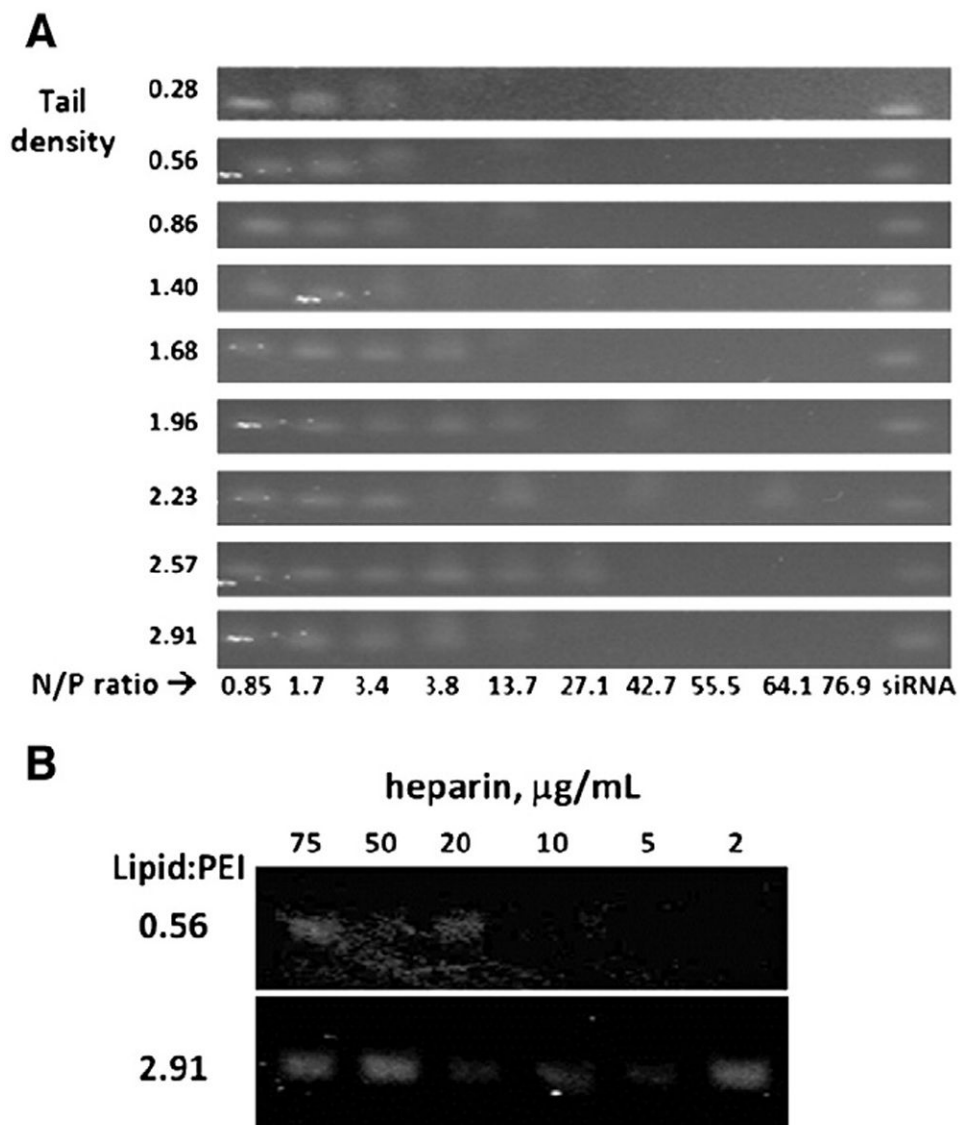 A
Tail
density
0.28
0.56
0.86
1.40
1.68
1.96
2.23
2.57
2.91
N/P ratio → 0.85 1.7 3.4 3.8 13.7 27.1 42.7 55.5 64.1 76.9 siRNA
B
heparin, µg/mL
75 50 20 10 5 2
Lipid:PEI
0.56
2.91